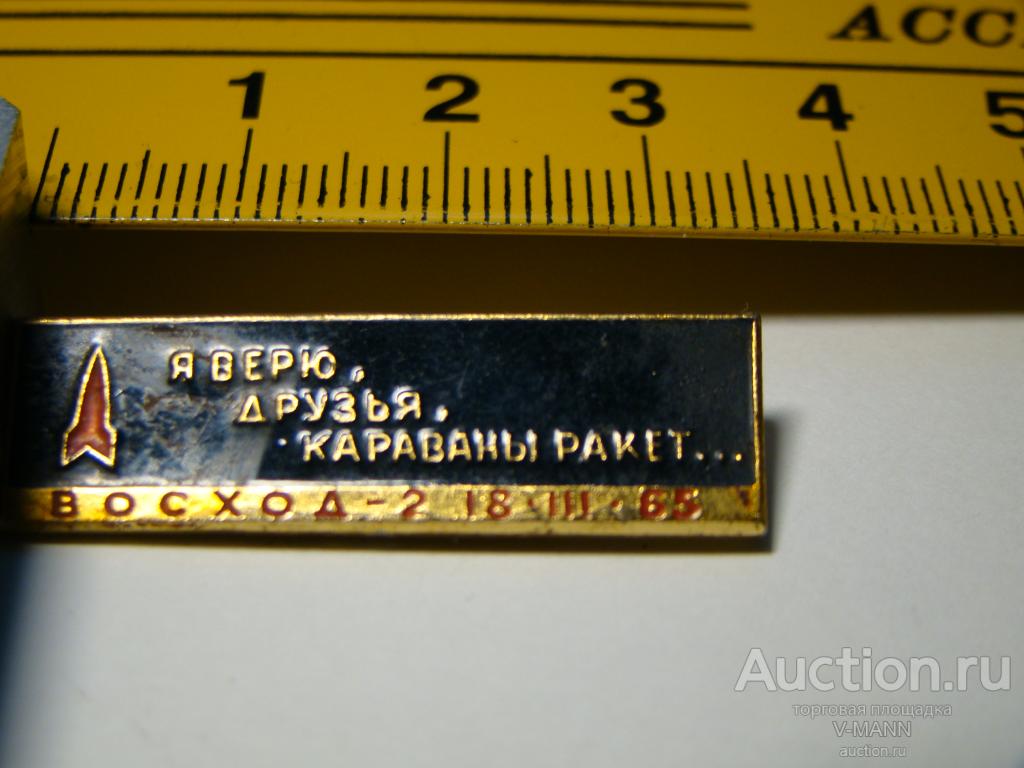 АССА
1 2 3 4 5
Я ВЕРЮ,
ДРУЗЬЯ,
КАРАВАНЫ РАКЕТ...
ВОСХОД-2 18·III·65
Auction.ru
торговая площадка
V-MANN
auction.ru